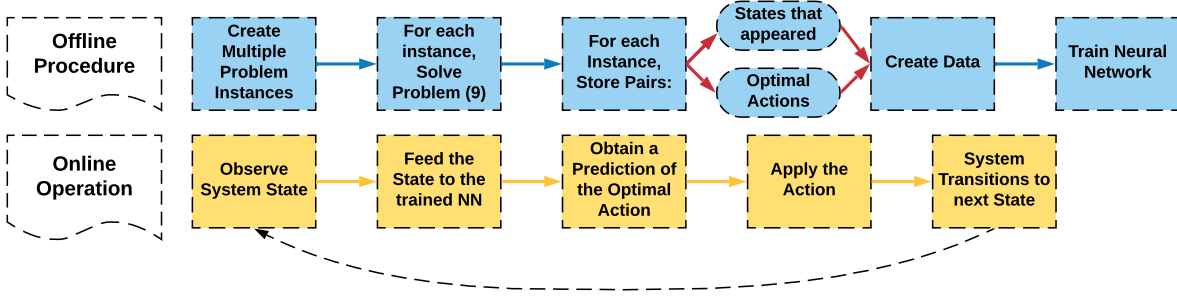 Offline
Procedure
Create
Multiple
Problem
Instances
For each
instance,
Solve
Problem (9)
For each
Instance,
Store Pairs:
States that
appeared
Optimal
Actions
Create Data
Train Neural
Network
Online
Operation
Observe
System State
Feed the
State to the
trained NN
Obtain a
Prediction of
the Optimal
Action
Apply the
Action
System
Transitions to
next State